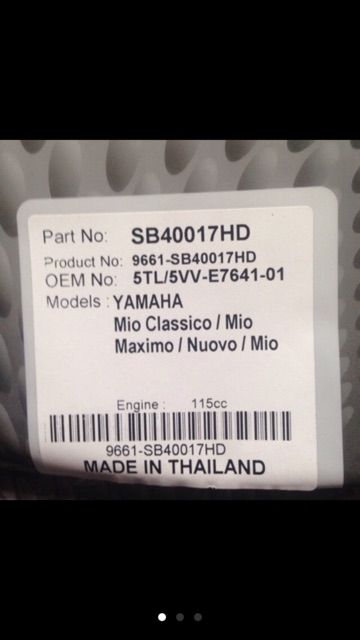 Part No: SB40017HD
Product No: 9661-SB40017HD
OEM No: 5TL/5VV-E7641-01
Models : YAMAHA
Mio Classico / Mio
Maximo / Nuovo / Mio
Engine : 115cc
9661-SB40017HD
MADE IN THAILAND